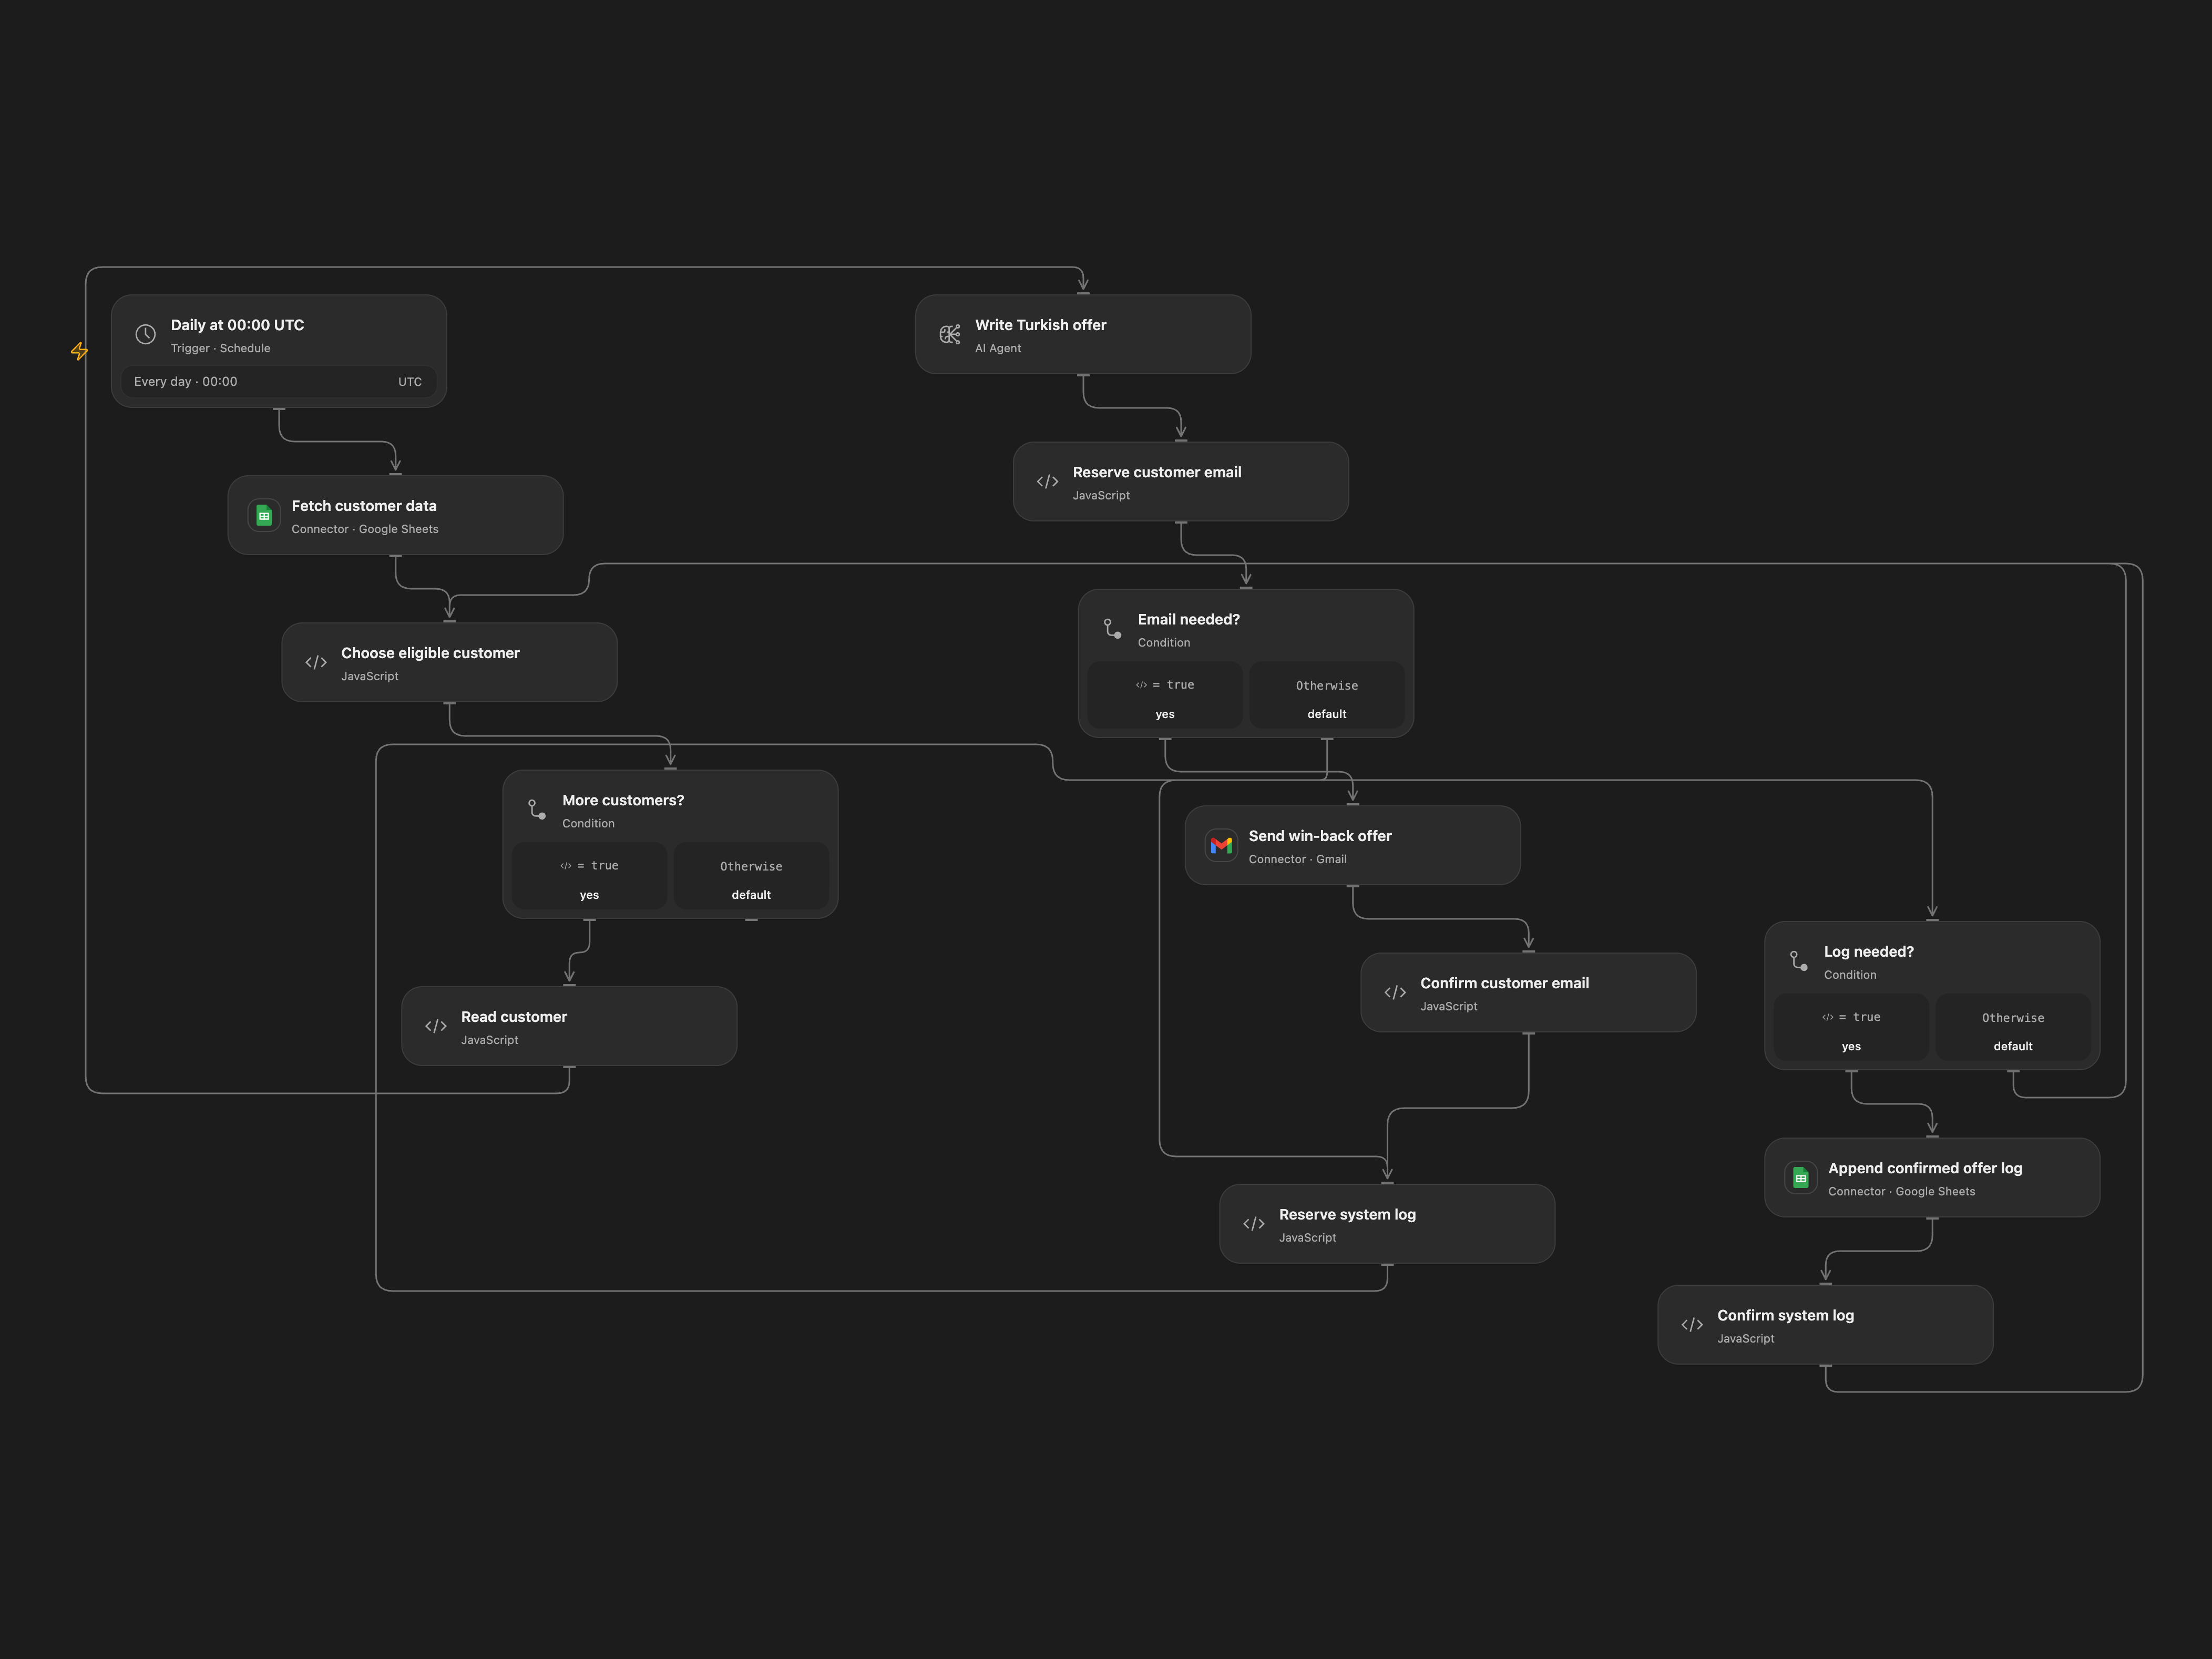 Daily at 00:00 UTC
Trigger · Schedule
Every day · 00:00
UTC
Fetch customer data
Connector · Google Sheets
Choose eligible customer
JavaScript
More customers?
Condition
</> = true
yes
Otherwise
default
Read customer
JavaScript
Write Turkish offer
AI Agent
Reserve customer email
JavaScript
Email needed?
Condition
</> = true
yes
Otherwise
default
Send win-back offer
Connector · Gmail
Confirm customer email
JavaScript
Reserve system log
JavaScript
Log needed?
Condition
</> = true
yes
Otherwise
default
Append confirmed offer log
Connector · Google Sheets
Confirm system log
JavaScript